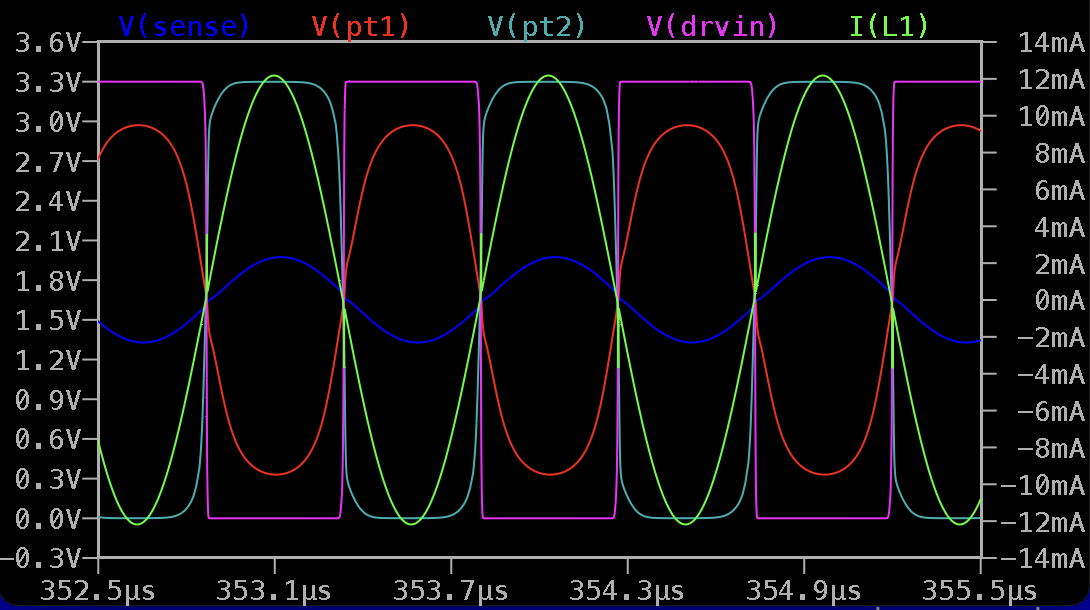 V(sense) V(pt1) V(pt2) V(drvin) I(L1)
3.6V 14mA
3.3V 12mA
3.0V 10mA
2.7V 8mA
2.4V 6mA
2.1V 4mA
1.8V 2mA
1.5V 0mA
1.2V −2mA
0.9V −4mA
0.6V −6mA
0.3V −8mA
0.0V −10mA
−0.3V −12mA
−14mA
352.5µs 353.1µs 353.7µs 354.3µs 354.9µs 355.5µs